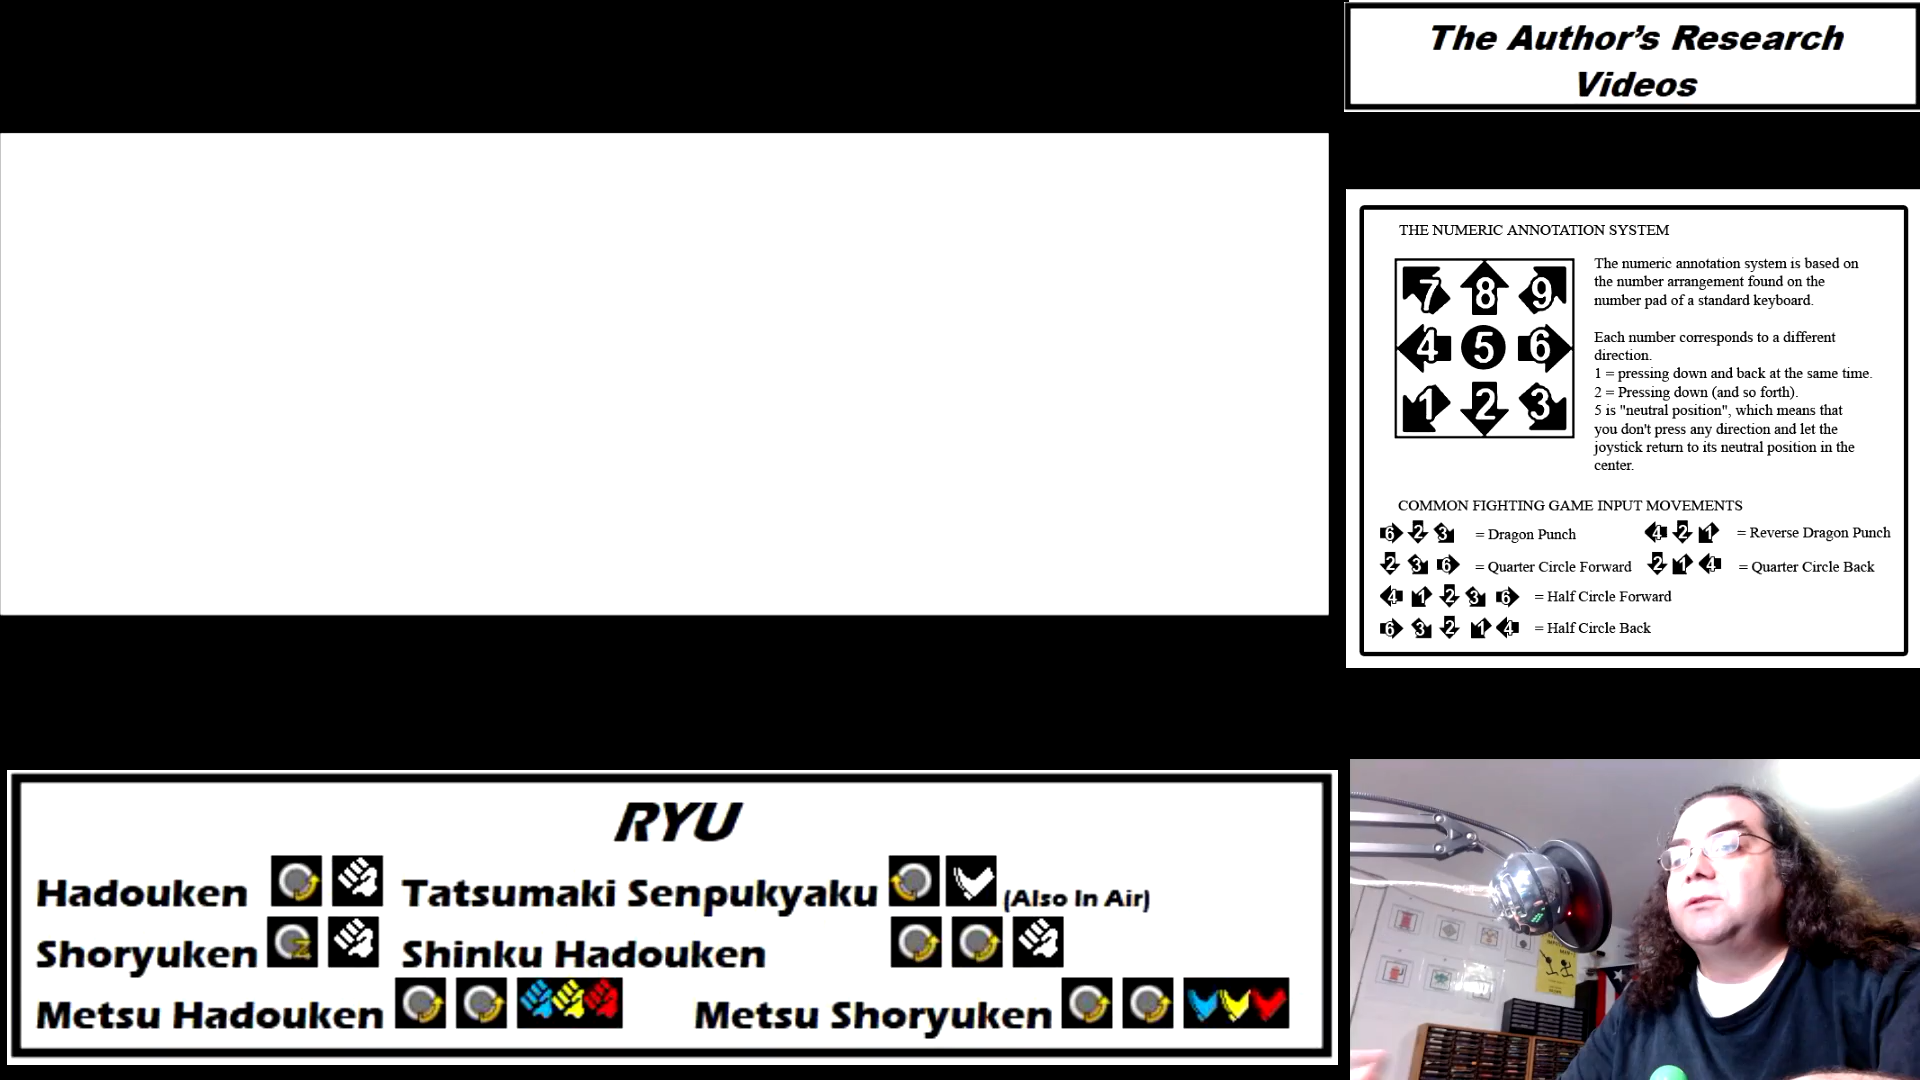 The Author's Research
Videos
THE NUMERIC ANNOTATION SYSTEM
7 8 9
4 5 6
1 2 3
The numeric annotation system is based on
the number arrangement found on the
number pad of a standard keyboard.
Each number corresponds to a different
direction.
1 = pressing down and back at the same time.
2 = Pressing down (and so forth).
5 is "neutral position", which means that
you don't press any direction and let the
joystick return to its neutral position in the
center.
COMMON FIGHTING GAME INPUT MOVEMENTS
6 2 3 = Dragon Punch
4 2 1 = Reverse Dragon Punch
2 3 6 = Quarter Circle Forward
2 1 4 = Quarter Circle Back
4 1 2 3 6 = Half Circle Forward
6 3 2 1 4 = Half Circle Back
RYU
Hadouken
Tatsumaki Senpukyaku (Also In Air)
Shoryuken Z
Shinku Hadouken
Metsu Hadouken
Metsu Shoryuken